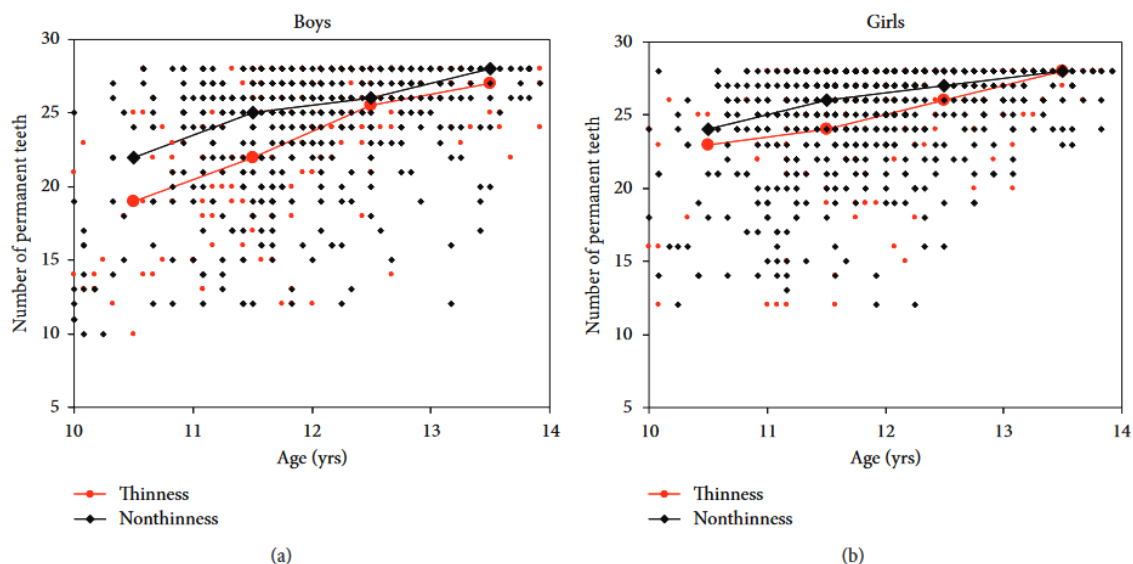 Boys
30
25
20
15
10
5
10 11 12 13 14
Number of permanent teeth
Age (yrs)
Thinness
Nonthinness
(a)
Girls
30
25
20
15
10
5
10 11 12 13 14
Number of permanent teeth
Age (yrs)
Thinness
Nonthinness
(b)